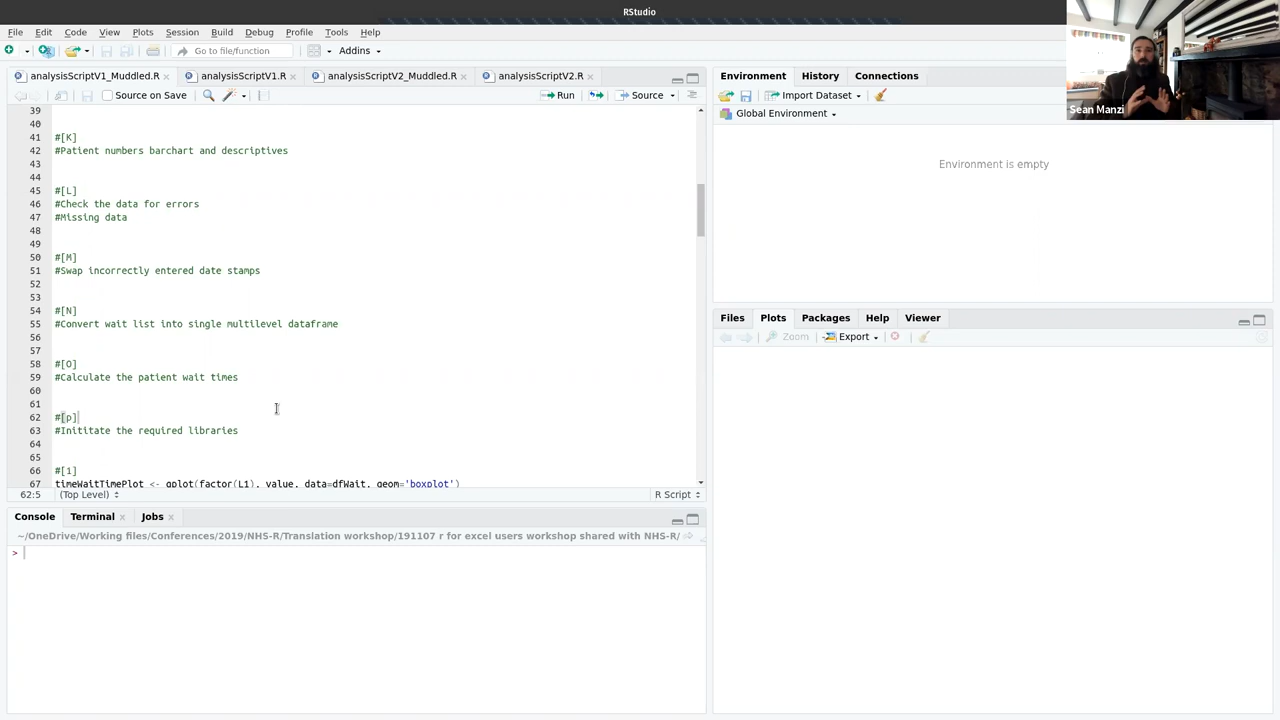 RStudio
File Edit Code View Plots Session Build Debug Profile Tools Help
Go to file/function Addins
analysisScriptV1_Muddled.R analysisScriptV1.R analysisScriptV2_Muddled.R analysisScriptV2.R
Source on Save Run Source
39
40
41 #[K]
42 #Patient numbers barchart and descriptives
43
44
45 #[L]
46 #Check the data for errors
47 #Missing data
48
49
50 #[M]
51 #Swap incorrectly entered date stamps
52
53
54 #[N]
55 #Convert wait list into single multilevel dataframe
56
57
58 #[O]
59 #Calculate the patient wait times
60
61
62 #[p]
63 #Inititate the required libraries
64
65
66 #[1]
67 timeWaitTimePlot <- qplot(factor(L1), value, data=dfWait, geom='boxplot')
62:5 (Top Level) R Script
Console Terminal Jobs
~/OneDrive/Working files/Conferences/2019/NHS-R/Translation workshop/191107 r for excel users workshop shared with NHS-R/
>
Environment History Connections
Import Dataset
Global Environment
Environment is empty
Files Plots Packages Help Viewer
Zoom Export
Sean Manzi